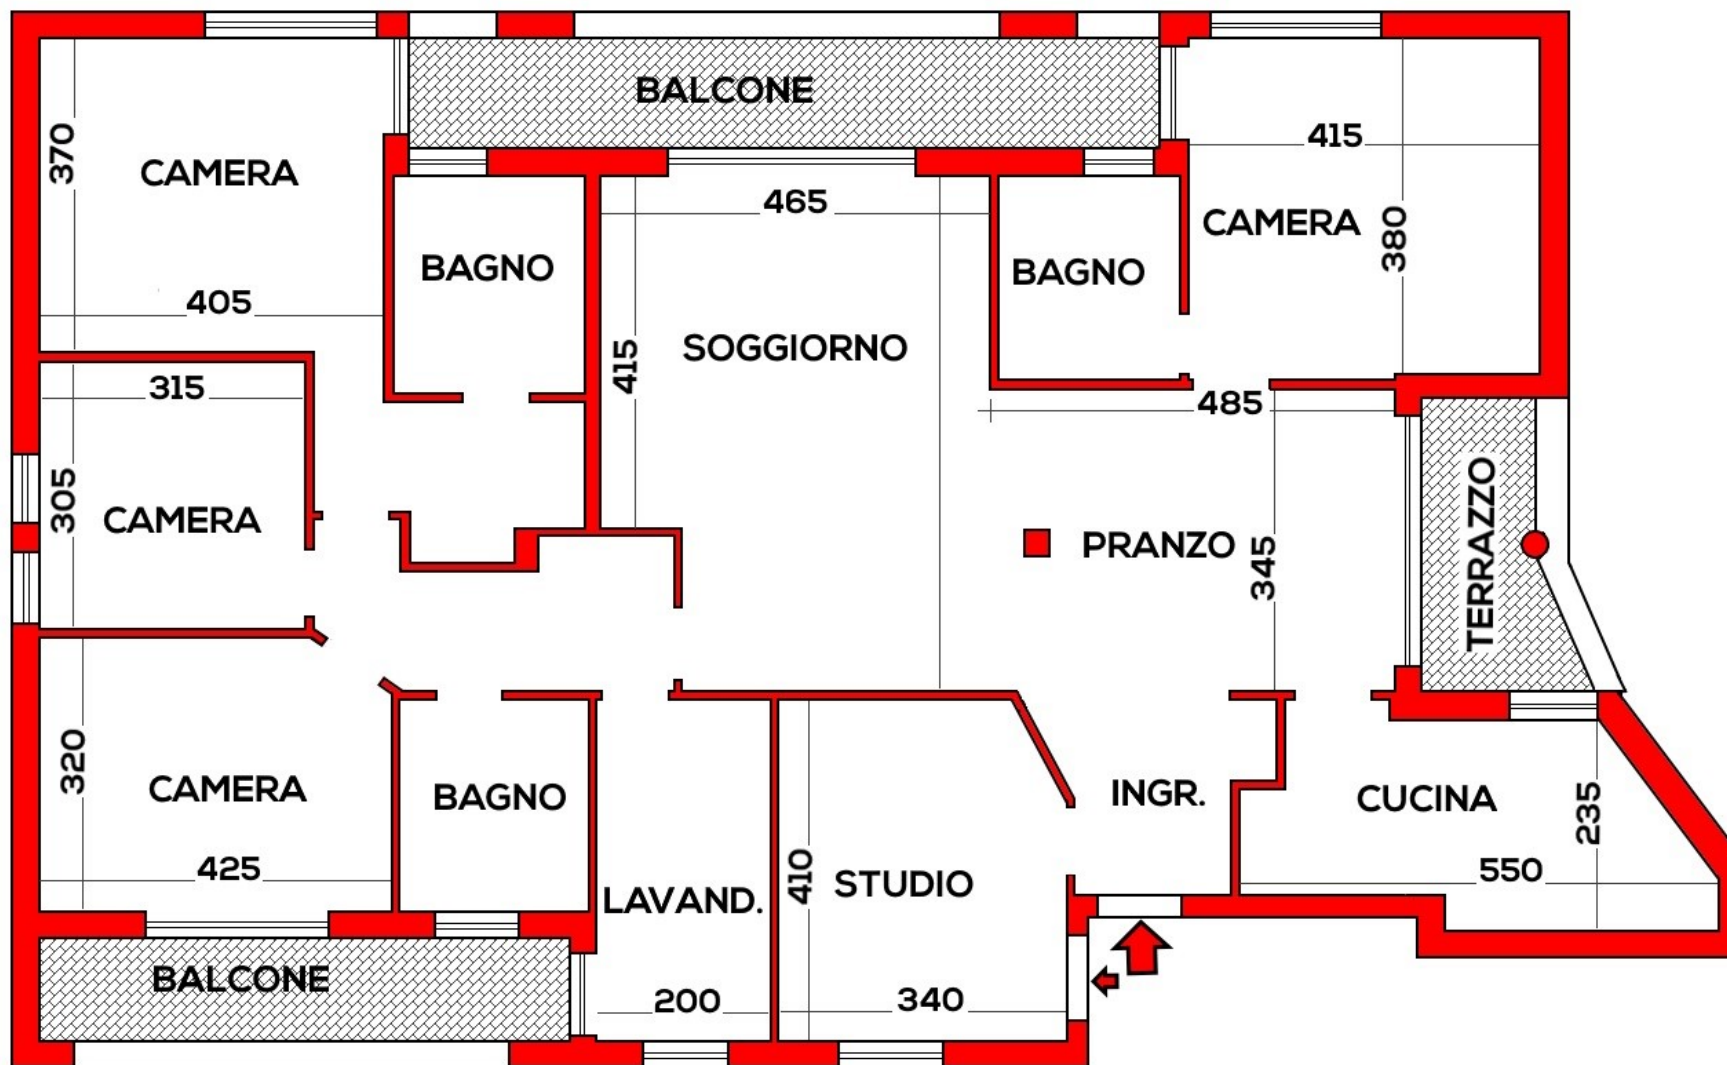 BALCONE
370
CAMERA
415
465
CAMERA
380
BAGNO
BAGNO
405
SOGGIORNO
415
315
485
305
CAMERA
PRANZO
345
TERRAZZO
320
CAMERA
BAGNO
INGR.
CUCINA
235
425
LAVAND.
410
STUDIO
550
BALCONE
200
340